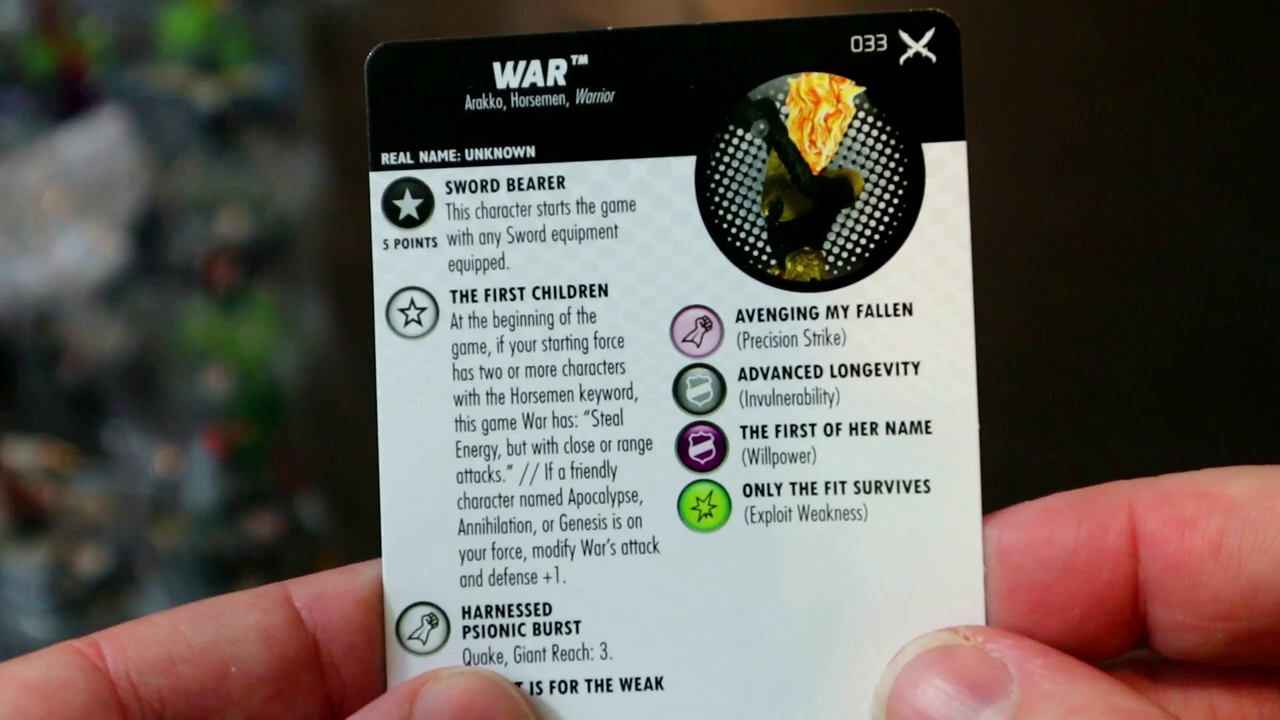 WAR™
Arakko, Horsemen, Warrior
033
REAL NAME: UNKNOWN
SWORD BEARER
This character starts the game
with any Sword equipment
equipped.
5 POINTS
THE FIRST CHILDREN
At the beginning of the
game, if your starting force
has two or more characters
with the Horsemen keyword,
this game War has: “Steal
Energy, but with close or range
attacks.” // If a friendly
character named Apocalypse,
Annihilation, or Genesis is on
your force, modify War's attack
and defense +1.
HARNESSED
PSIONIC BURST
Quake, Giant Reach: 3.
IS FOR THE WEAK
AVENGING MY FALLEN
(Precision Strike)
ADVANCED LONGEVITY
(Invulnerability)
THE FIRST OF HER NAME
(Willpower)
ONLY THE FIT SURVIVES
(Exploit Weakness)